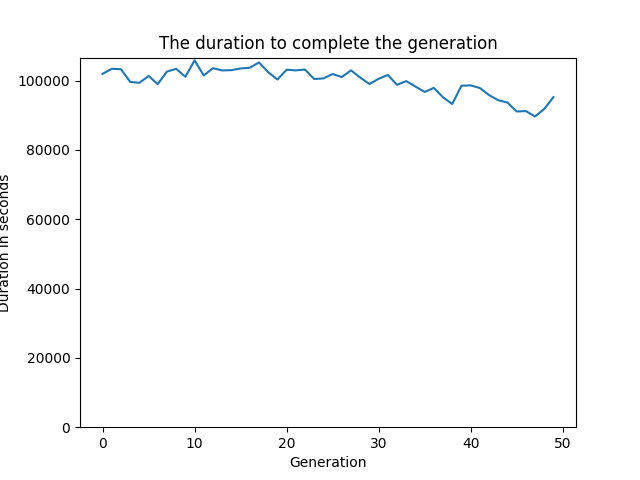 The duration to complete the generation
100000
80000
60000
40000
20000
0
Duration in seconds
0 10 20 30 40 50
Generation